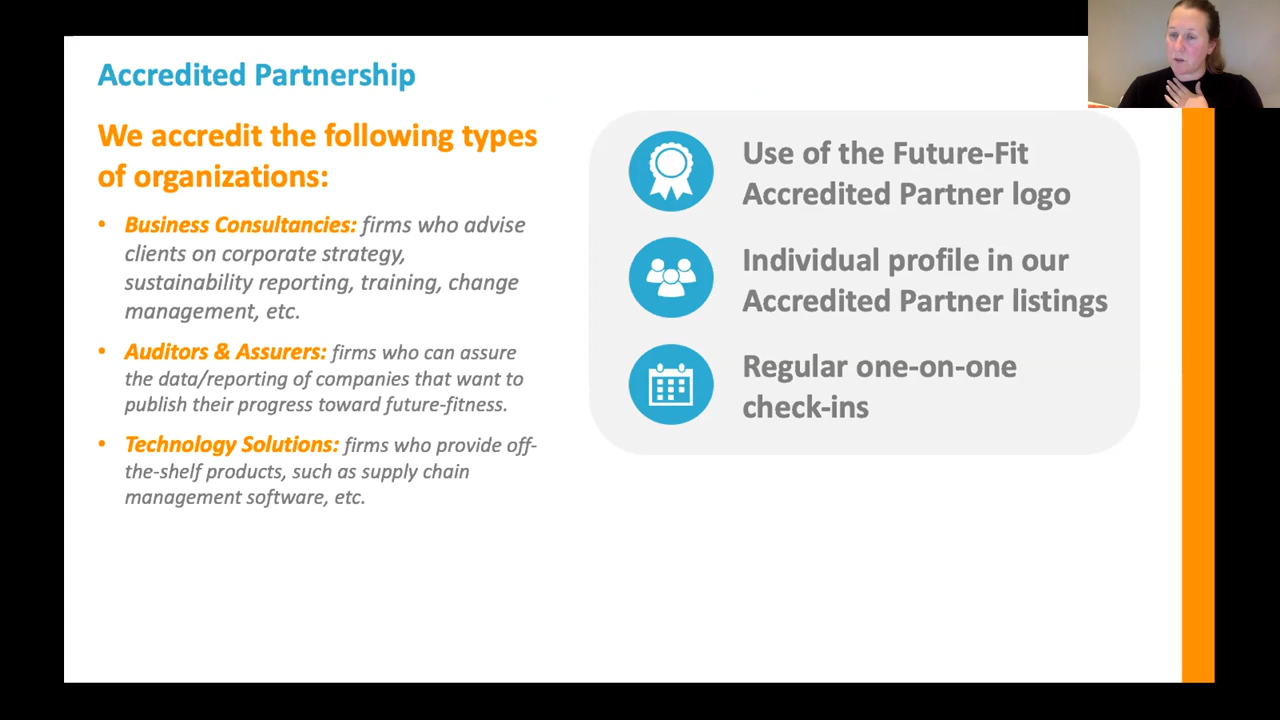 Accredited Partnership
We accredit the following types
of organizations:
• Business Consultancies: firms who advise
clients on corporate strategy,
sustainability reporting, training, change
management, etc.
• Auditors & Assurers: firms who can assure
the data/reporting of companies that want to
publish their progress toward future-fitness.
• Technology Solutions: firms who provide off-
the-shelf products, such as supply chain
management software, etc.
Use of the Future-Fit
Accredited Partner logo
Individual profile in our
Accredited Partner listings
Regular one-on-one
check-ins